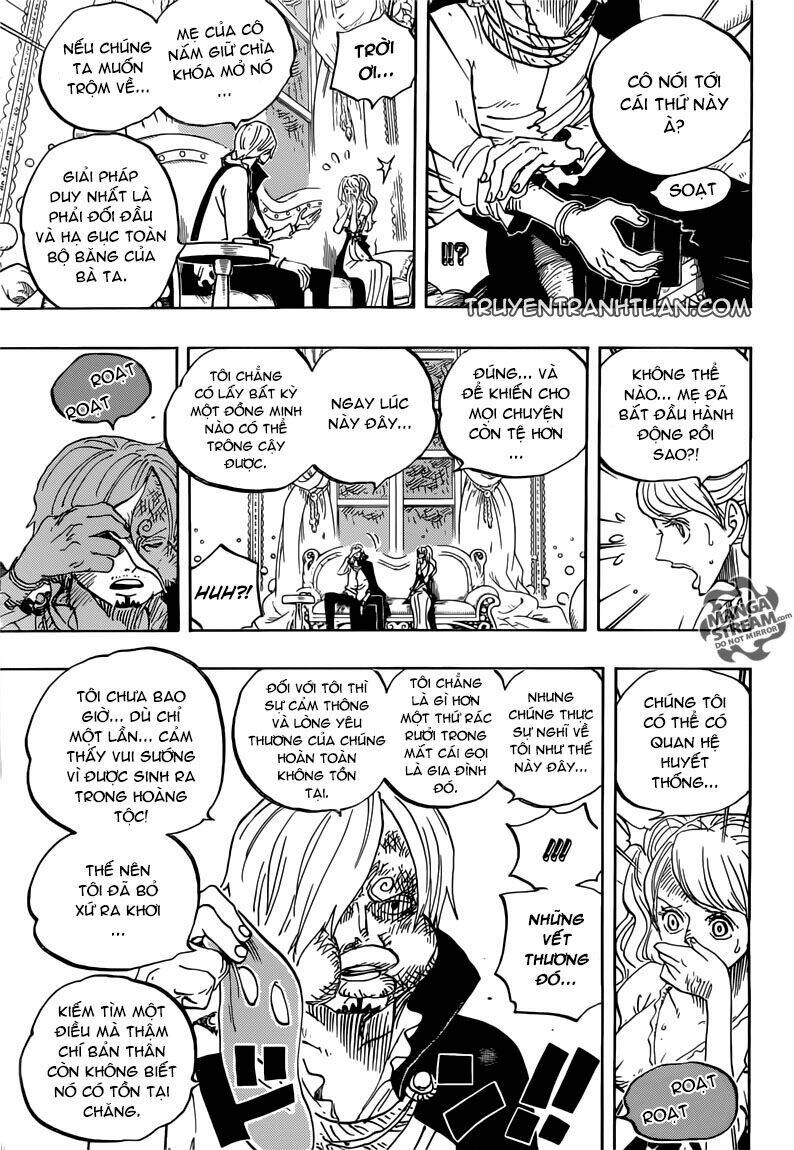 CÔ NÓI TỚI
CÁI THỨ NÀY
À?
SOẠT
!!?
TRUYENTRANHTUAN.COM
TRỜI
ƠI...
MẸ CỦA CÔ
NẮM GIỮ CHÌA
KHÓA MỞ NÓ
...
NẾU CHÚNG
TA MUỐN
TRỘM VỀ...
GIẢI PHÁP
DUY NHẤT LÀ
PHẢI ĐỐI ĐẦU
VÀ HẠ GỤC TOÀN
BỘ BĂNG CỦA
BÀ TA.
KHÔNG THỂ
NÀO... MẸ ĐÃ
BẮT ĐẦU HÀNH
ĐỘNG RỒI
SAO?!
MANGA
STREAM.com
DO NOT MIRROR!
ĐÚNG... VÀ
ĐỂ KHIẾN CHO
MỌI CHUYỆN
CÒN TỆ HƠN
...
NGAY LÚC
NÀY ĐÂY...
TÔI CHẲNG
CÓ LẤY BẤT KỲ
MỘT ĐỒNG MINH
NÀO CÓ THỂ
TRÔNG CẬY
ĐƯỢC.
HUH?!
ROẠT
ROẠT
CHÚNG TÔI
CÓ THỂ CÓ
QUAN HỆ
HUYẾT
THỐNG...
ROẠT
ROẠT
NHƯNG
CHÚNG THỰC
SỰ NGHĨ VỀ
TÔI NHƯ THẾ
NÀY ĐÂY...
TÔI CHẲNG
LÀ GÌ HƠN
MỘT THỨ RÁC
RƯỞI TRONG
MẮT CÁI GỌI
LÀ GIA ĐÌNH
ĐÓ.
ĐỐI VỚI TÔI THÌ
SỰ CẢM THÔNG
VÀ LÒNG YÊU
THƯƠNG CỦA CHÚNG
HOÀN TOÀN
KHÔNG TỒN
TẠI.
!!!
NHỮNG
VẾT
THƯƠNG
ĐÓ...
TÔI CHƯA BAO
GIỜ... DÙ CHỈ
MỘT LẦN... CẢM
THẤY VUI SƯỚNG
VÌ ĐƯỢC SINH RA
TRONG HOÀNG
TỘC!
THẾ NÊN
TÔI ĐÃ BỎ
XỨ RA KHƠI
...
KIẾM TÌM MỘT
ĐIỀU MÀ THẬM
CHÍ BẢN THÂN
CÒN KHÔNG BIẾT
NÓ CÓ TỒN TẠI
CHĂNG.
ドン!!